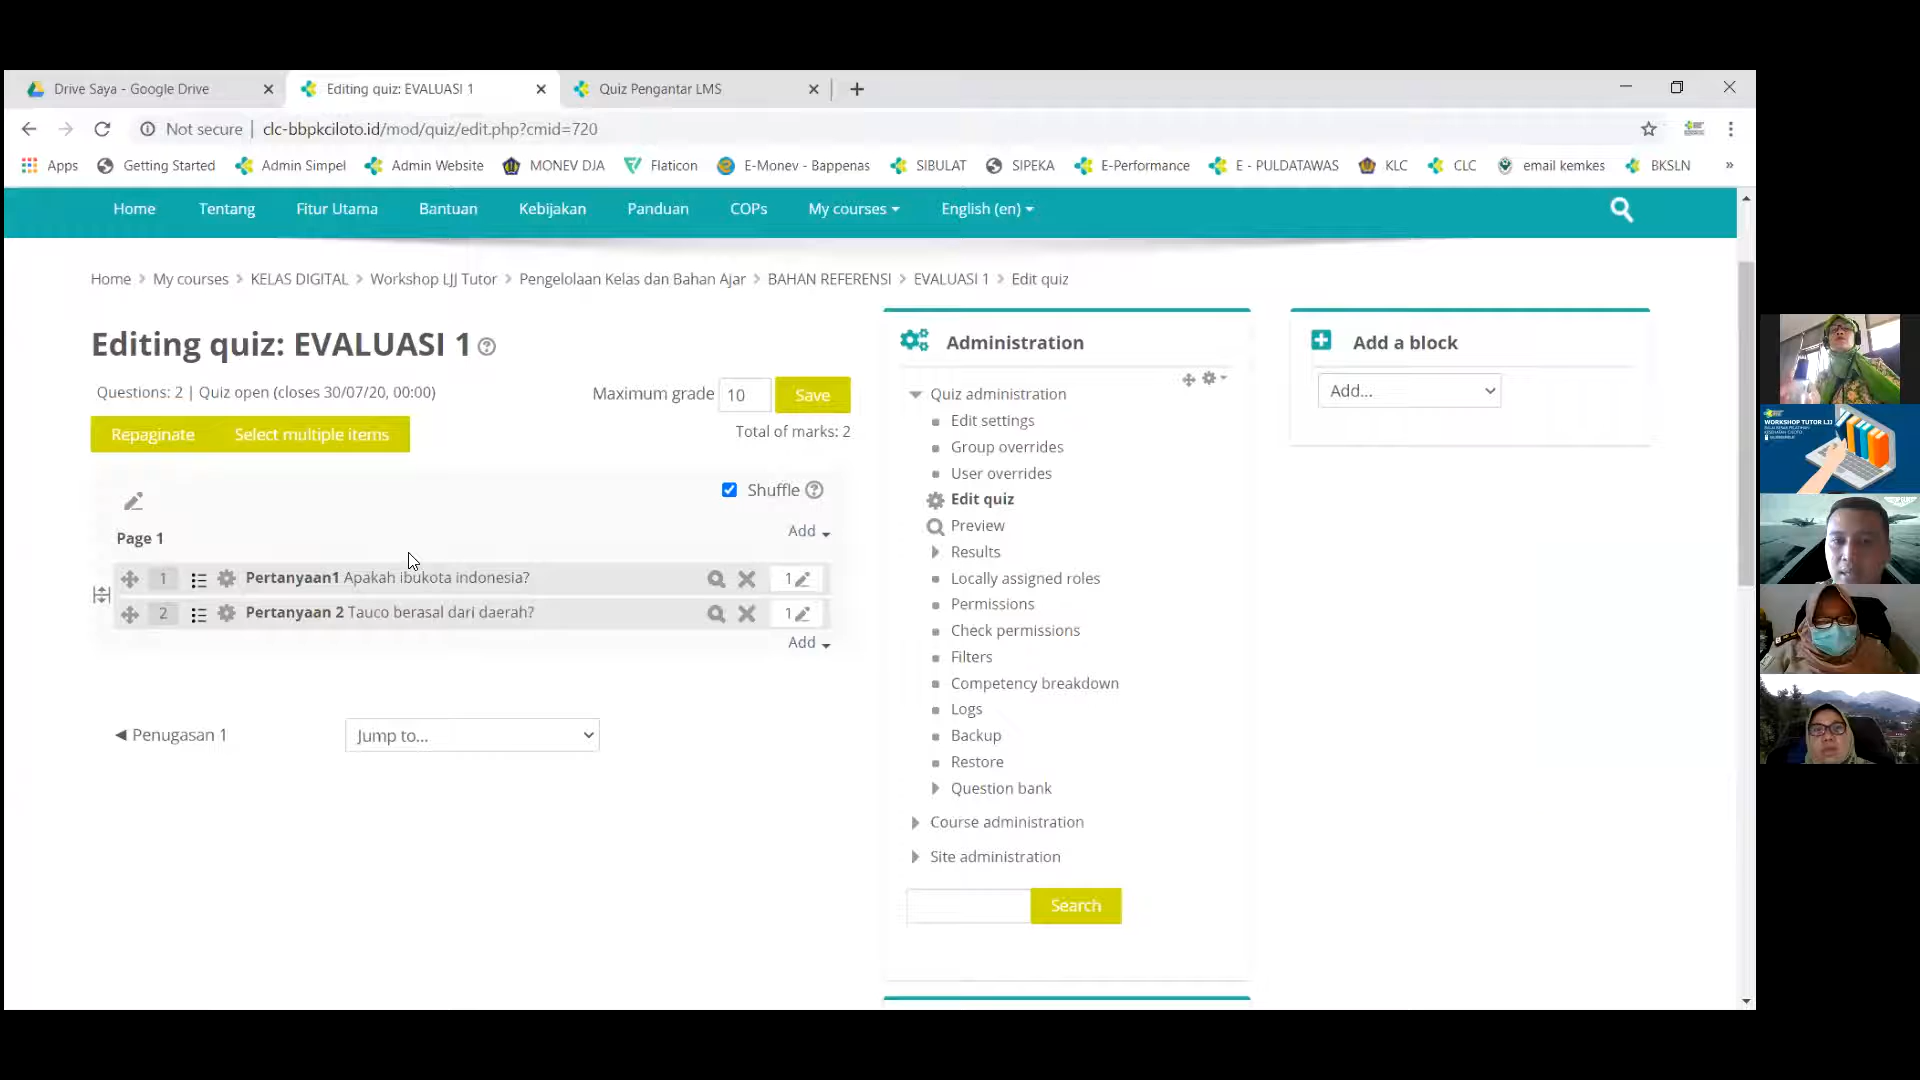 Drive Saya - Google Drive
Editing quiz: EVALUASI 1
Quiz Pengantar LMS
Not secure | clc-bbpkciloto.id/mod/quiz/edit.php?cmid=720
Apps Getting Started Admin Simpel Admin Website MONEV DJA Flaticon E-Monev - Bappenas SIBULAT SIPEKA E-Performance E - PULDATAWAS KLC CLC email kemkes BKSLN »
Home Tentang Fitur Utama Bantuan Kebijakan Panduan COPs My courses English (en)
Home > My courses > KELAS DIGITAL > Workshop LJJ Tutor > Pengelolaan Kelas dan Bahan Ajar > BAHAN REFERENSI > EVALUASI 1 > Edit quiz
Editing quiz: EVALUASI 1
Questions: 2 | Quiz open (closes 30/07/20, 00:00)
Maximum grade 10 Save
Repaginate Select multiple items
Total of marks: 2
Shuffle
Page 1
Add
1 Pertanyaan1 Apakah ibukota indonesia? 1
2 Pertanyaan 2 Tauco berasal dari daerah? 1
Add
◄ Penugasan 1
Jump to...
Administration
Quiz administration
Edit settings
Group overrides
User overrides
Edit quiz
Preview
Results
Locally assigned roles
Permissions
Check permissions
Filters
Competency breakdown
Logs
Backup
Restore
Question bank
Course administration
Site administration
Search
Add a block
Add...
WORKSHOP TUTOR LJJ